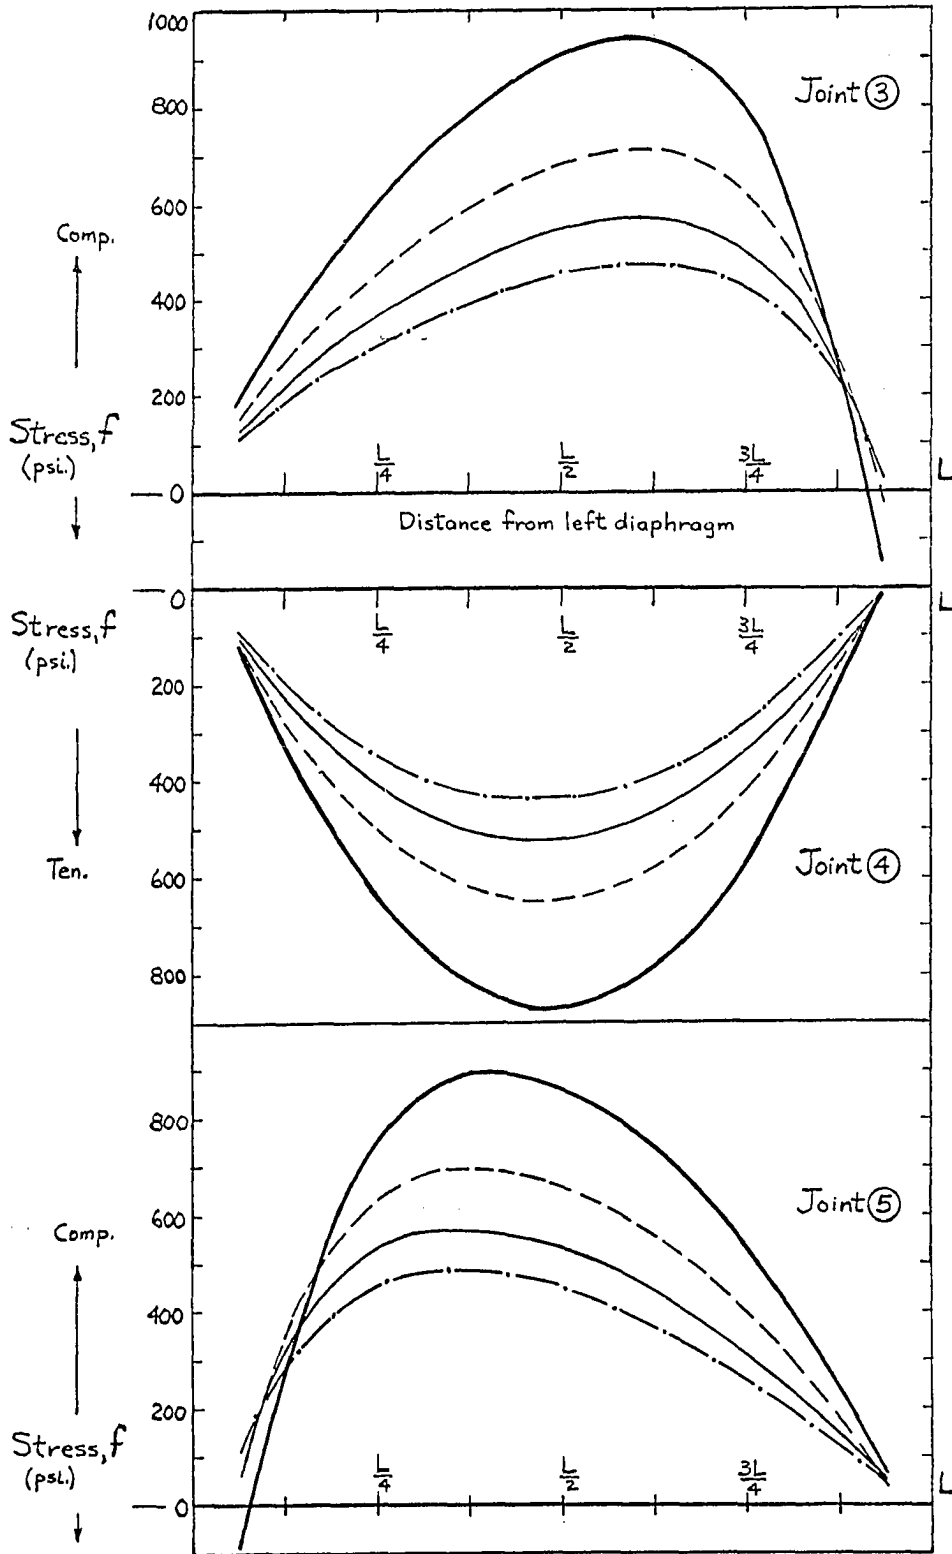 1000
Joint ③
800
600
Comp.
400
200
Stress, f
(psi.)
L/4
L/2
3L/4
L
0
Distance from left diaphragm
0
Stress, f
(psi.)
L/4
L/2
3L/4
L
200
400
Ten.
600
Joint ④
800
800
Joint ⑤
600
Comp.
400
200
Stress, f
(psi.)
L/4
L/2
3L/4
L
0